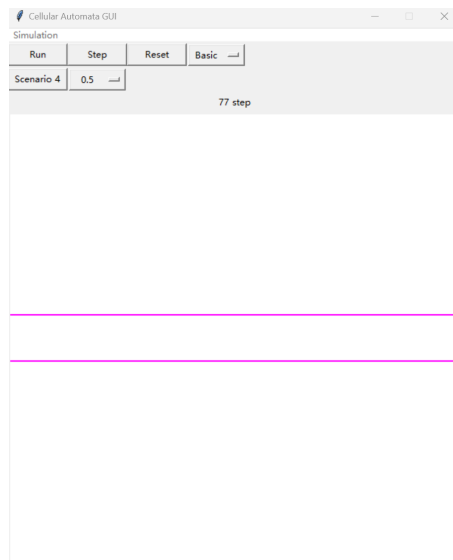 Cellular Automata GUI
Simulation
Run Step Reset Basic
Scenario 4 0.5
77 step